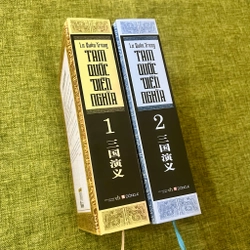 La Quán Trung
TAM
QUỐC
DIỄN
NGHĨA
1
三国演义
La Quán Trung
TAM
QUỐC
DIỄN
NGHĨA
2
三国演义